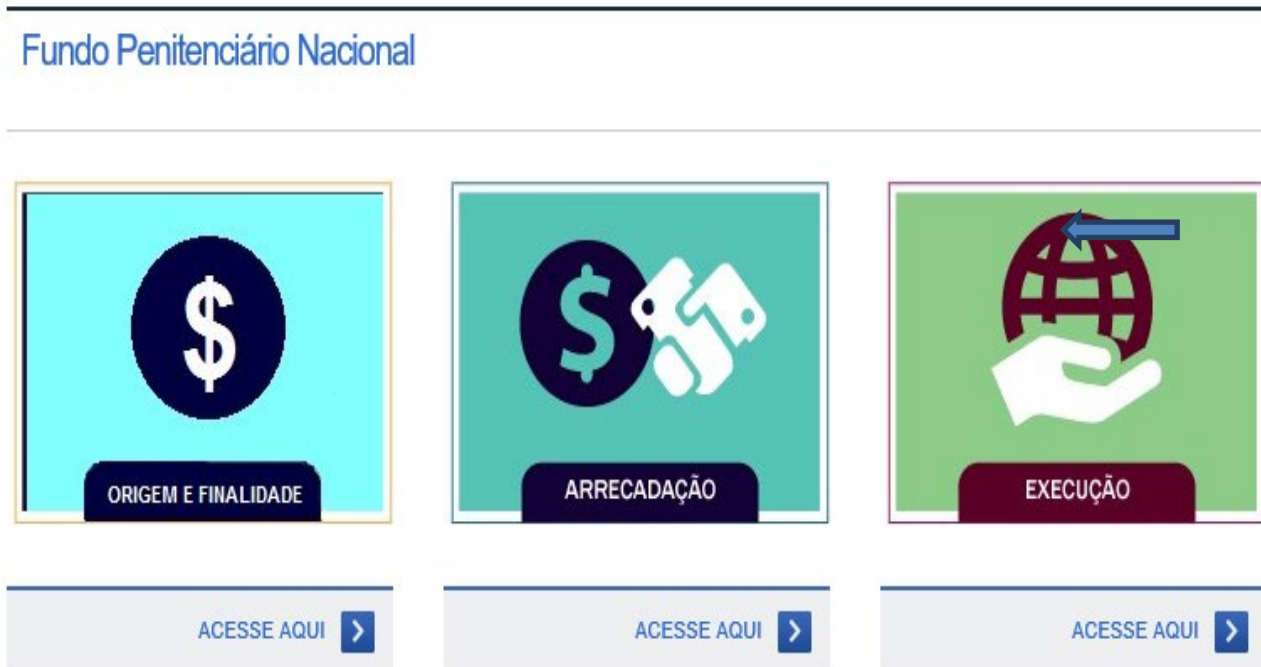 Fundo Penitenciário Nacional
$
ORIGEM E FINALIDADE
$
ARRECADAÇÃO
EXECUÇÃO
ACESSE AQUI
ACESSE AQUI
ACESSE AQUI